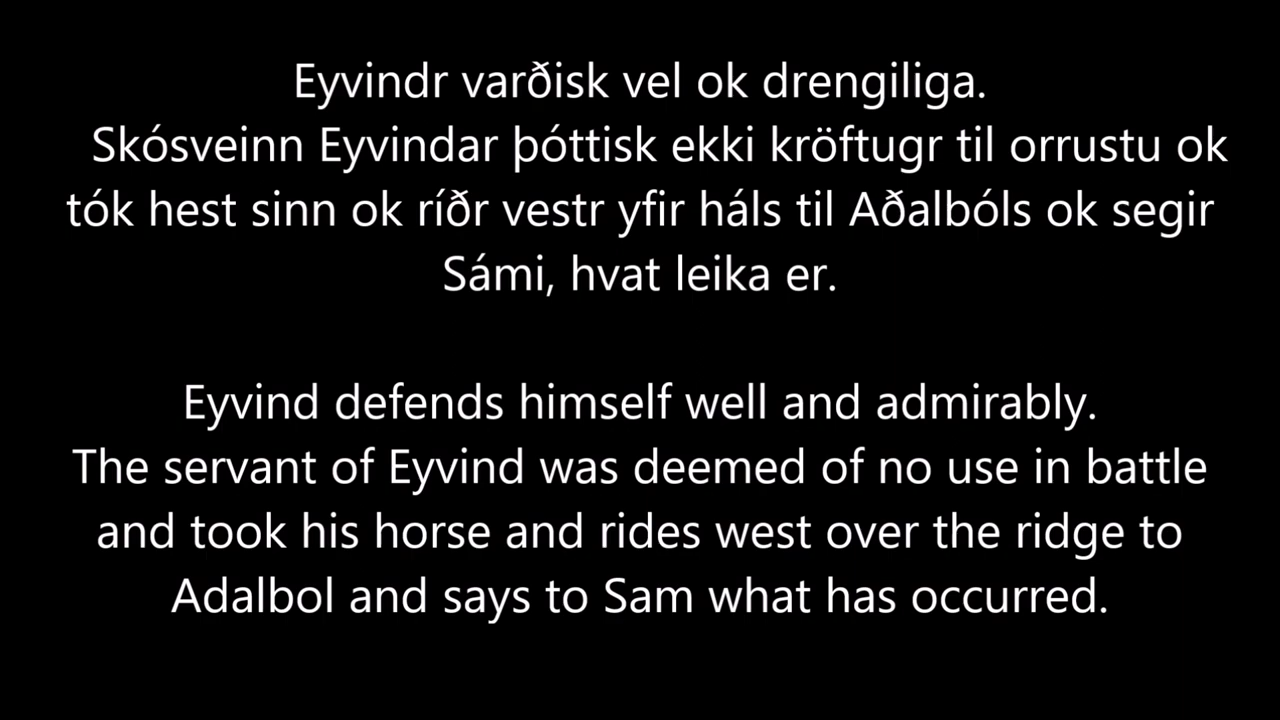 Eyvindr varðisk vel ok drengiliga.
Skósveinn Eyvindar þóttisk ekki kröftugr til orrustu ok
tók hest sinn ok ríðr vestr yfir háls til Aðalbóls ok segir
Sámi, hvat leika er.
Eyvind defends himself well and admirably.
The servant of Eyvind was deemed of no use in battle
and took his horse and rides west over the ridge to
Adalbol and says to Sam what has occurred.